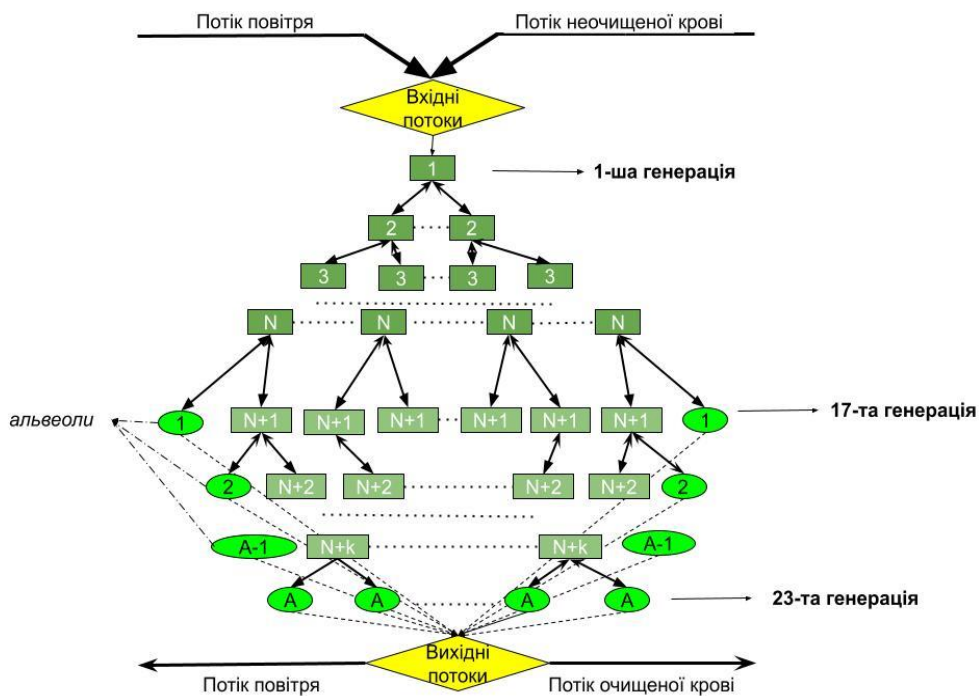 Потік повітря Потік неочищеної крові
Вхідні
потоки
1 1-ша генерація
2 2
3 3 3 3
N N N N
альвеоли 1 N+1 N+1 N+1 N+1 N+1 N+1 1 17-та генерація
2 N+2 N+2 N+2 N+2 2
A-1 N+k N+k A-1
A A A A 23-та генерація
Вихідні
потоки
Потік повітря Потік очищеної крові